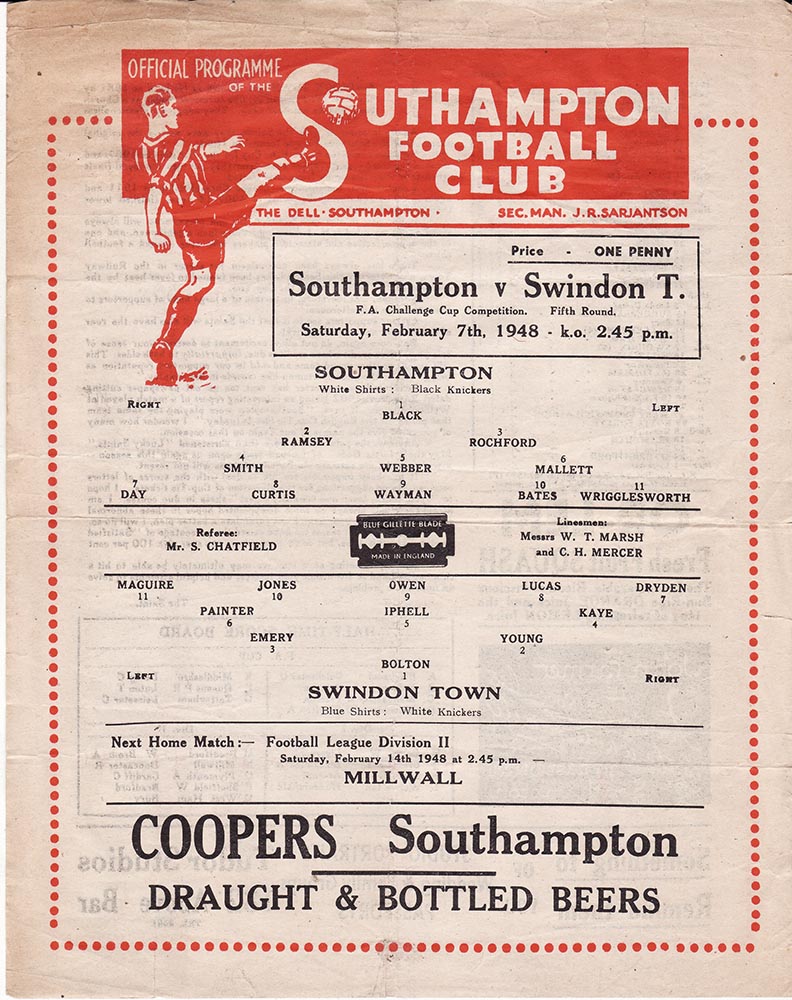 OFFICIAL PROGRAMME
OF THE
SOUTHAMPTON
FOOTBALL
CLUB
THE DELL · SOUTHAMPTON · SEC. MAN. J. R. SARJANTSON
Price - ONE PENNY
Southampton v Swindon T.
F.A. Challenge Cup Competition. Fifth Round.
Saturday, February 7th, 1948 - k.o. 2.45 p.m.
SOUTHAMPTON
White Shirts : Black Knickers
RIGHT 1 LEFT
BLACK
2 3
RAMSEY ROCHFORD
4 5 6
SMITH WEBBER MALLETT
7 8 9 10 11
DAY CURTIS WAYMAN BATES WRIGGLESWORTH
Referee:
Mr. S. CHATFIELD
BLUE GILLETTE BLADE
MADE IN ENGLAND
Linesmen:
Messrs W. T. MARSH
and C. H. MERCER
MAGUIRE JONES OWEN LUCAS DRYDEN
11 10 9 8 7
PAINTER IPHELL KAYE
6 5 4
EMERY YOUNG
3 2
BOLTON
LEFT 1 RIGHT
SWINDON TOWN
Blue Shirts : White Knickers
Next Home Match :— Football League Division II
Saturday, February 14th 1948 at 2.45 p.m. —
MILLWALL
COOPERS Southampton
DRAUGHT & BOTTLED BEERS